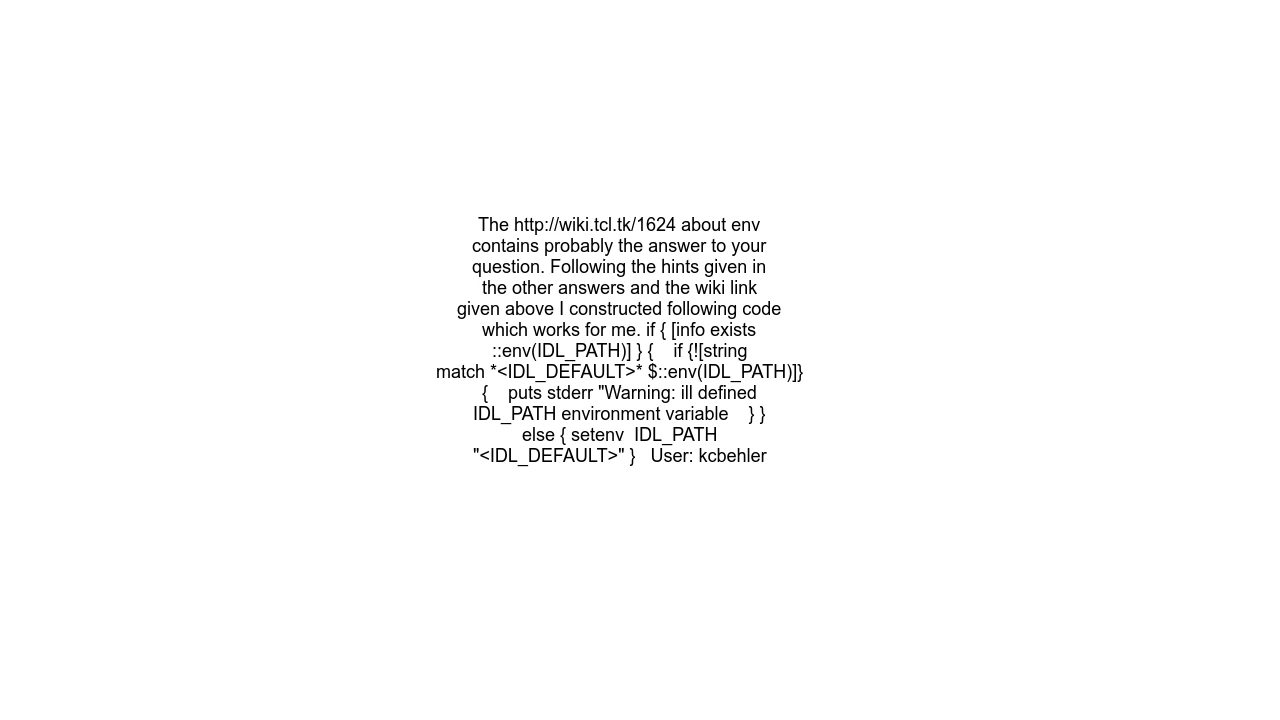 The http://wiki.tcl.tk/1624 about env
contains probably the answer to your
question. Following the hints given in
the other answers and the wiki link
given above I constructed following code
which works for me. if { [info exists
::env(IDL_PATH)] } {    if {![string
match *<IDL_DEFAULT>* $::env(IDL_PATH)]}
{    puts stderr "Warning: ill defined
IDL_PATH environment variable    } }
else { setenv  IDL_PATH
"<IDL_DEFAULT>" }   User: kcbehler